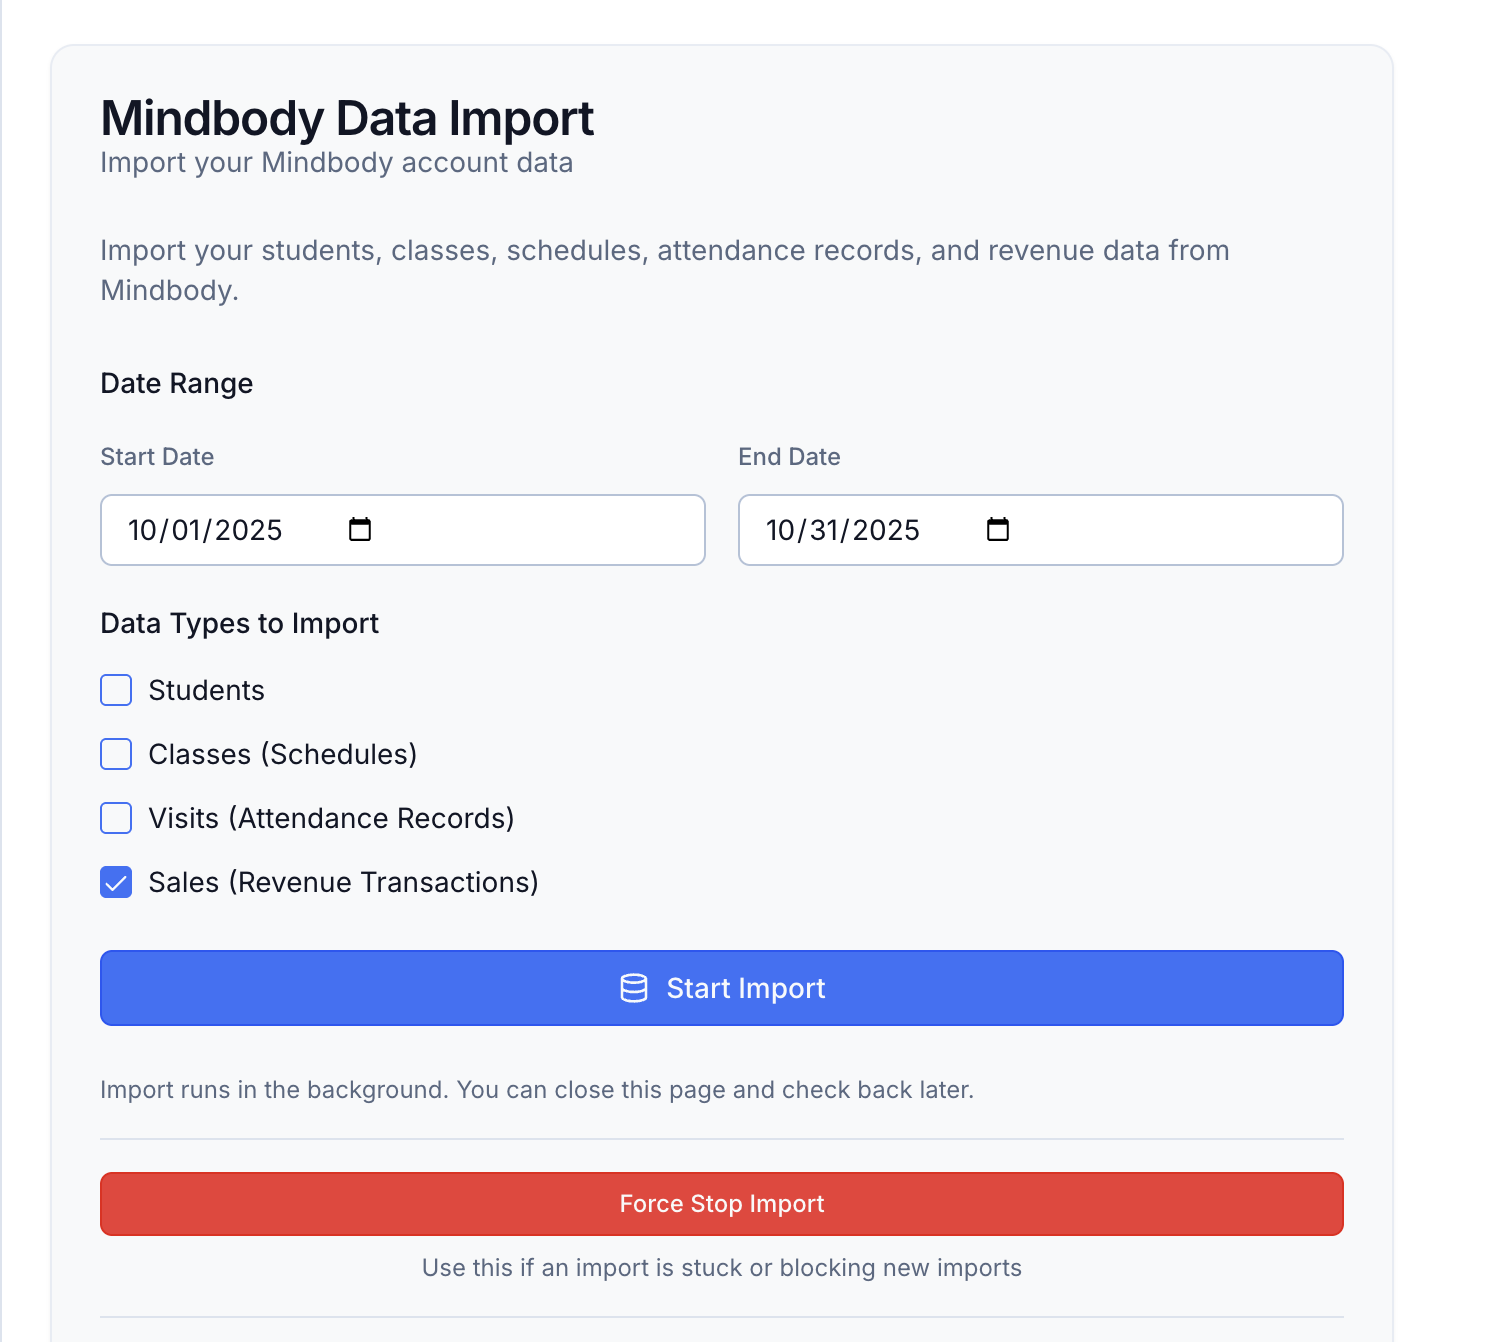 Mindbody Data Import
Import your Mindbody account data
Import your students, classes, schedules, attendance records, and revenue data from
Mindbody.
Date Range
Start Date
End Date
10/01/2025
10/31/2025
Data Types to Import
Students
Classes (Schedules)
Visits (Attendance Records)
Sales (Revenue Transactions)
Start Import
Import runs in the background. You can close this page and check back later.
Force Stop Import
Use this if an import is stuck or blocking new imports